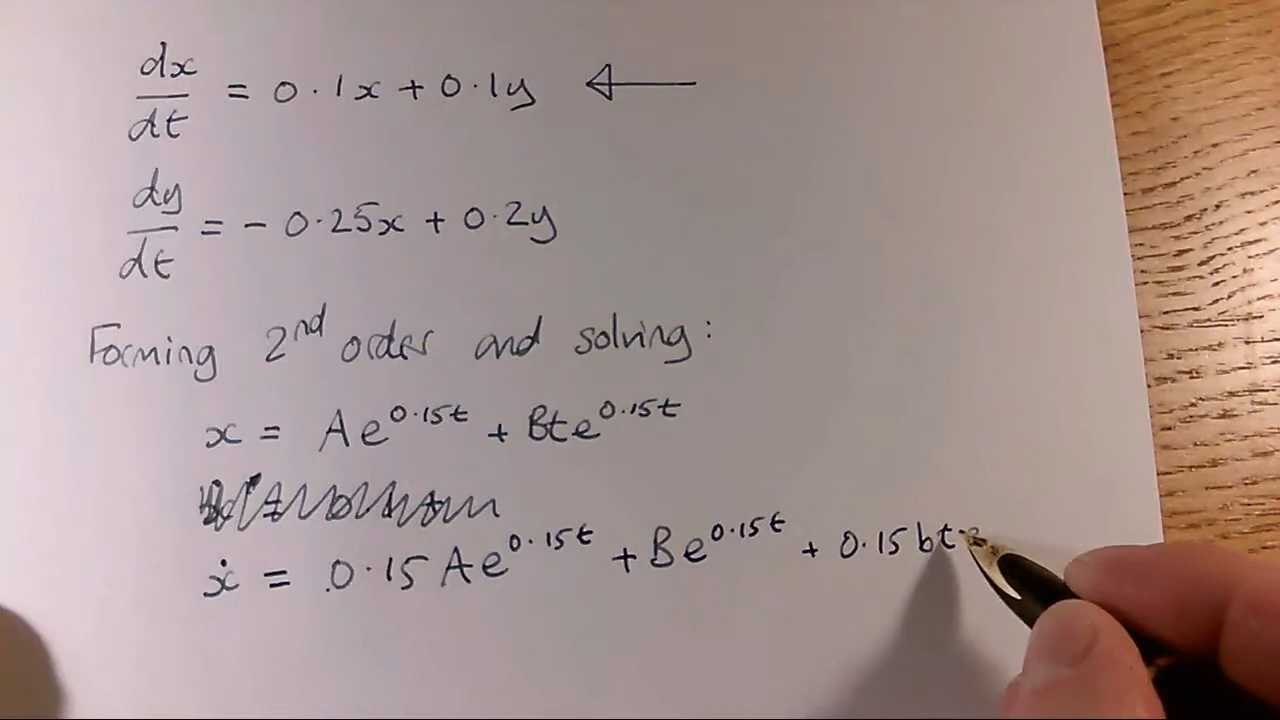 dx/dt = 0.1x + 0.1y
dy/dt = - 0.25x + 0.2y
Forming 2nd order and solving:
x = Ae^0.15t + Bte^0.15t
ẋ = 0.15Ae^0.15t + Be^0.15t + 0.15bt